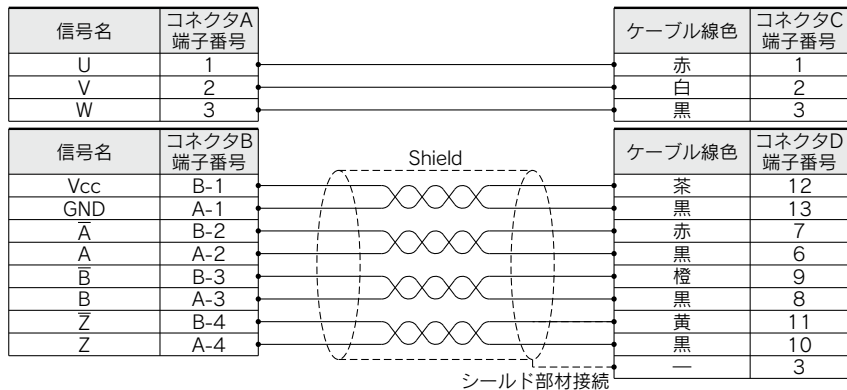 信号名 コネクタA 端子番号 ケーブル線色 コネクタC 端子番号
U 1 赤 1
V 2 白 2
W 3 黒 3
信号名 コネクタB 端子番号 Shield ケーブル線色 コネクタD 端子番号
Vcc B-1 茶 12
GND A-1 黒 13
A̅ B-2 赤 7
A A-2 黒 6
B̅ B-3 橙 9
B A-3 黒 8
Z̅ B-4 黄 11
Z A-4 黒 10
シールド部材接続 — 3